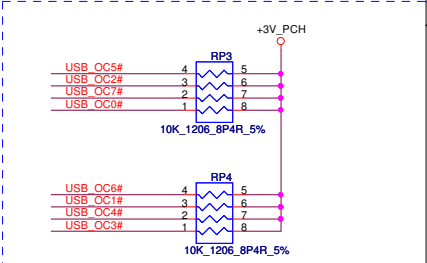 +3V_PCH
RP3
USB_OC5# 4 5
USB_OC2# 3 6
USB_OC7# 2 7
USB_OC0# 1 8
10K_1206_8P4R_5%
RP4
USB_OC6# 4 5
USB_OC1# 3 6
USB_OC4# 2 7
USB_OC3# 1 8
10K_1206_8P4R_5%